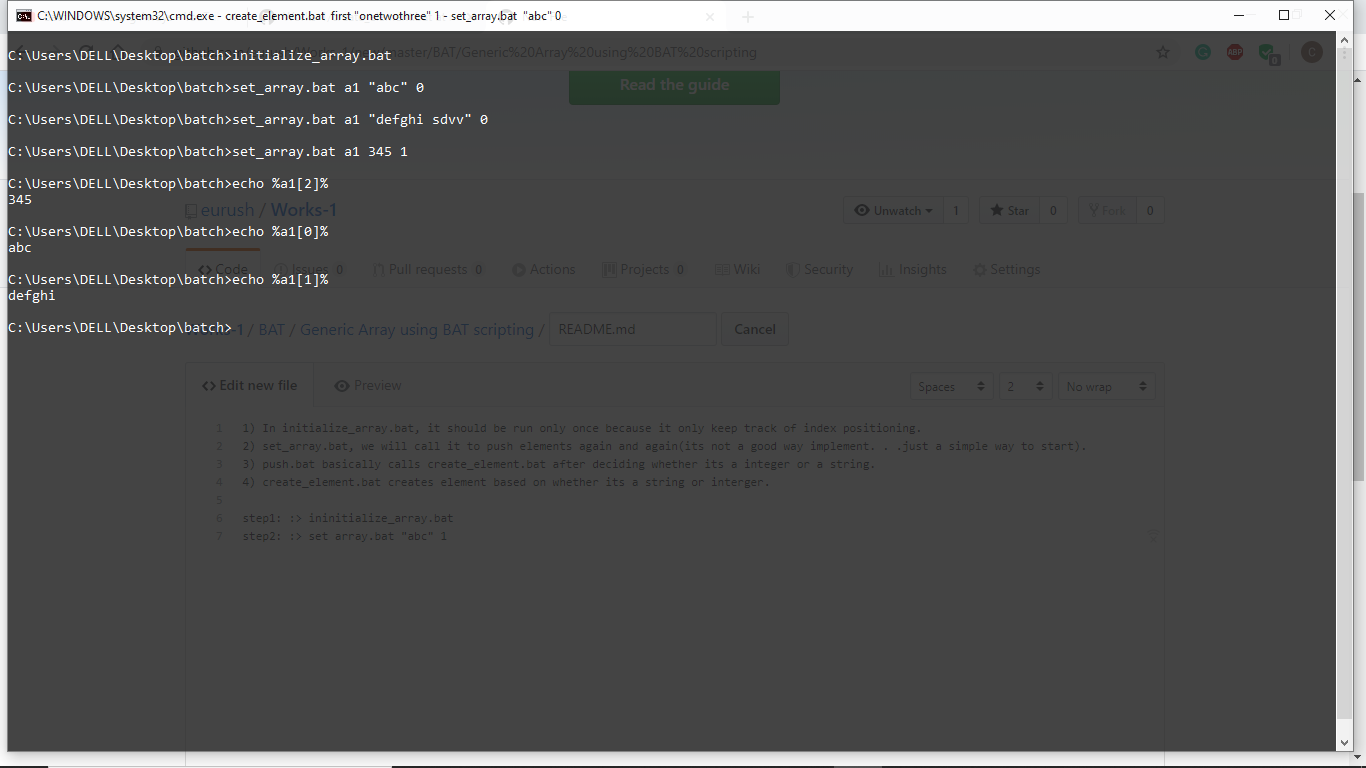 C:\WINDOWS\system32\cmd.exe - create_element.bat first "onetwothree" 1 - set_array.bat "abc" 0
C:\Users\DELL\Desktop\batch>initialize_array.bat
master/BAT/Generic%20Array%20using%20BAT%20scripting
ABP
0
C
Read the guide
C:\Users\DELL\Desktop\batch>set_array.bat a1 "abc" 0
C:\Users\DELL\Desktop\batch>set_array.bat a1 "defghi sdvv" 0
C:\Users\DELL\Desktop\batch>set_array.bat a1 345 1
C:\Users\DELL\Desktop\batch>echo %a1[2]%
345
eurush / Works-1
Unwatch 1 Star 0 Fork 0
C:\Users\DELL\Desktop\batch>echo %a1[0]%
abc
Code Issues 0 Pull requests 0 Actions Projects 0 Wiki Security Insights Settings
C:\Users\DELL\Desktop\batch>echo %a1[1]%
defghi
C:\Users\DELL\Desktop\batch>
-1 / BAT / Generic Array using BAT scripting / README.md Cancel
Edit new file Preview Spaces 2 No wrap
1 1) In initialize_array.bat, it should be run only once because it only keep track of index positioning.
2 2) set_array.bat, we will call it to push elements again and again(its not a good way implement. . .just a simple way to start).
3 3) push.bat basically calls create_element.bat after deciding whether its a integer or a string.
4 4) create_element.bat creates element based on whether its a string or interger.
5
6 step1: :> ininitialize_array.bat
7 step2: :> set array.bat "abc" 1